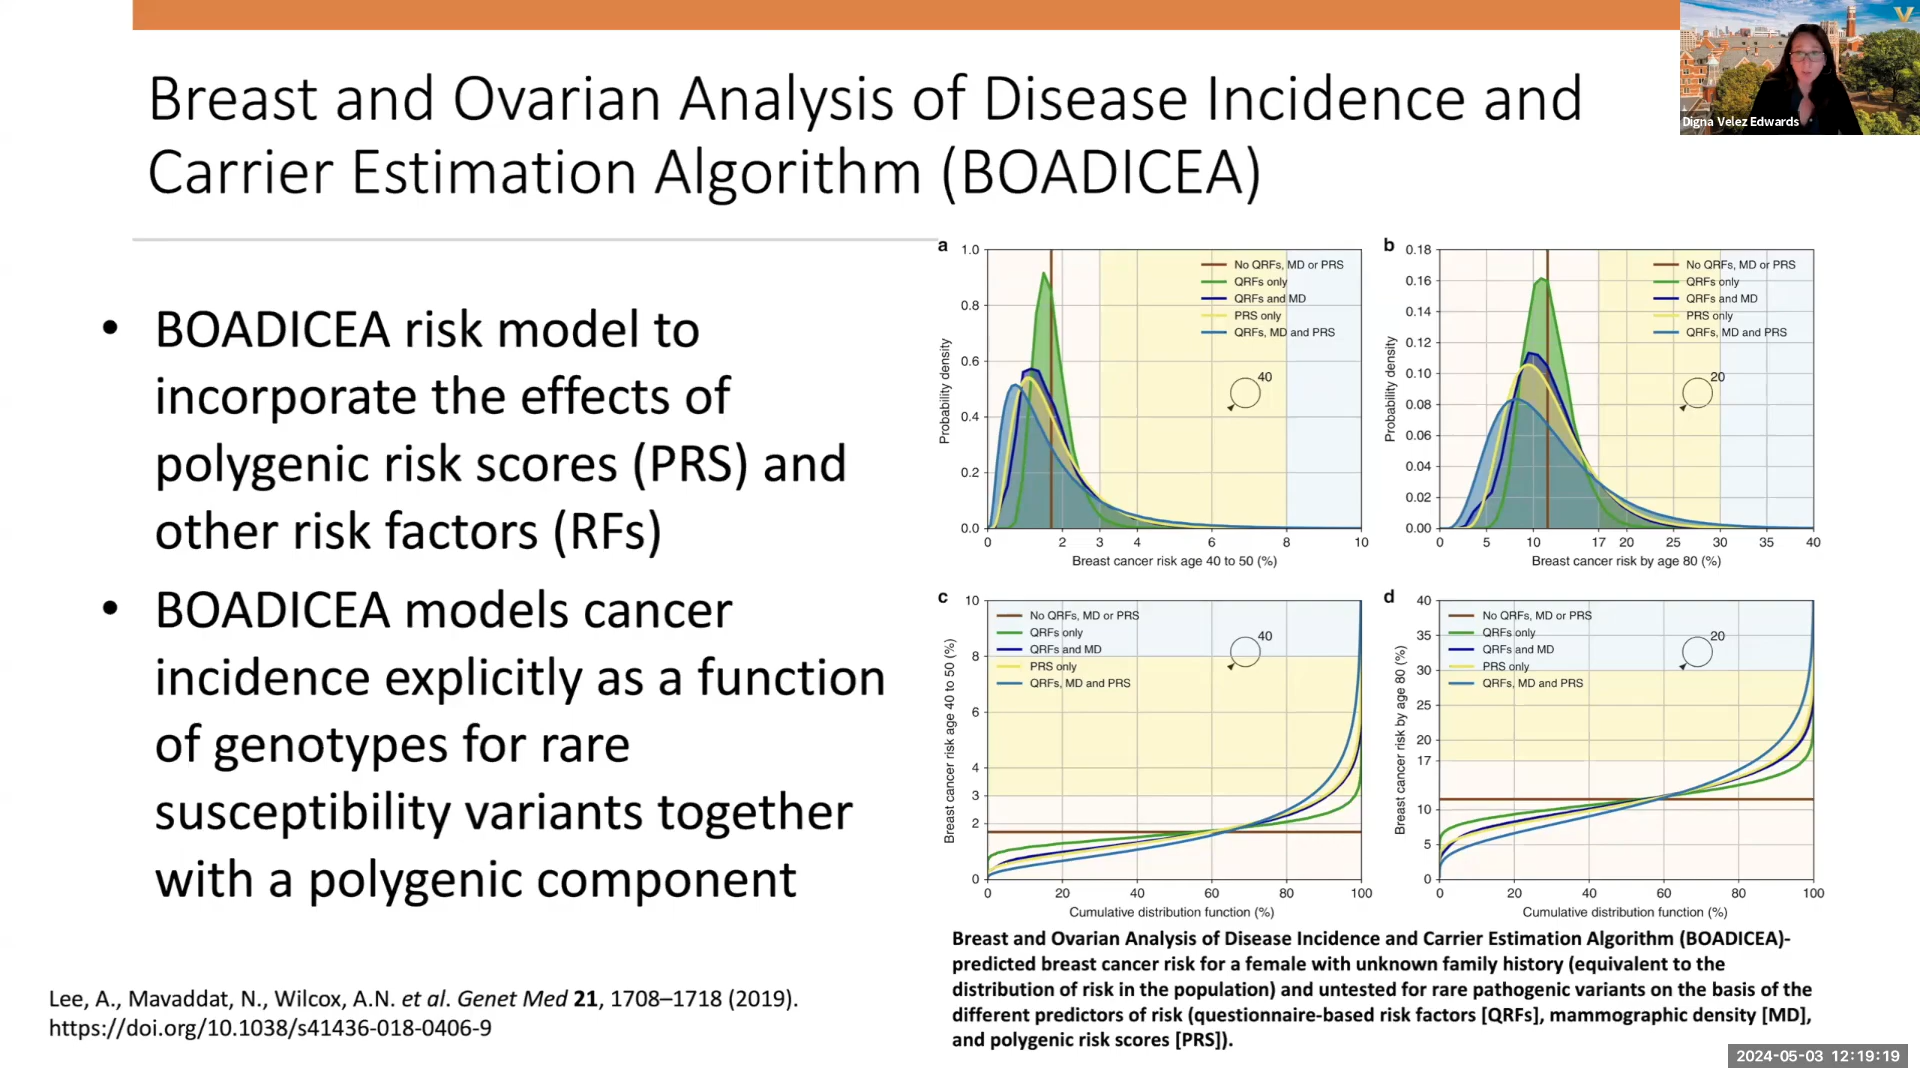 Breast and Ovarian Analysis of Disease Incidence and
Carrier Estimation Algorithm (BOADICEA)
V
Digna Velez Edwards
• BOADICEA risk model to
incorporate the effects of
polygenic risk scores (PRS) and
other risk factors (RFs)
• BOADICEA models cancer
incidence explicitly as a function
of genotypes for rare
susceptibility variants together
with a polygenic component
Lee, A., Mavaddat, N., Wilcox, A.N. et al. Genet Med 21, 1708–1718 (2019).
https://doi.org/10.1038/s41436-018-0406-9
a
1.0
0.8
0.6
0.4
0.2
0.0
Probability density
No QRFs, MD or PRS
QRFs only
QRFs and MD
PRS only
QRFs, MD and PRS
40
0 2 3 4 6 8 10
Breast cancer risk age 40 to 50 (%)
b
0.18
0.16
0.14
0.12
0.10
0.08
0.06
0.04
0.02
0.00
Probability density
No QRFs, MD or PRS
QRFs only
QRFs and MD
PRS only
QRFs, MD and PRS
20
0 5 10 17 20 25 30 35 40
Breast cancer risk by age 80 (%)
c
10
8
6
4
3
2
0
Breast cancer risk age 40 to 50 (%)
No QRFs, MD or PRS
QRFs only
QRFs and MD
PRS only
QRFs, MD and PRS
40
0 20 40 60 80 100
Cumulative distribution function (%)
d
40
35
30
25
20
17
10
5
0
Breast cancer risk by age 80 (%)
No QRFs, MD or PRS
QRFs only
QRFs and MD
PRS only
QRFs, MD and PRS
20
0 20 40 60 80 100
Cumulative distribution function (%)
Breast and Ovarian Analysis of Disease Incidence and Carrier Estimation Algorithm (BOADICEA)-
predicted breast cancer risk for a female with unknown family history (equivalent to the
distribution of risk in the population) and untested for rare pathogenic variants on the basis of the
different predictors of risk (questionnaire-based risk factors [QRFs], mammographic density [MD],
and polygenic risk scores [PRS]).
2024-05-03 12:19:19